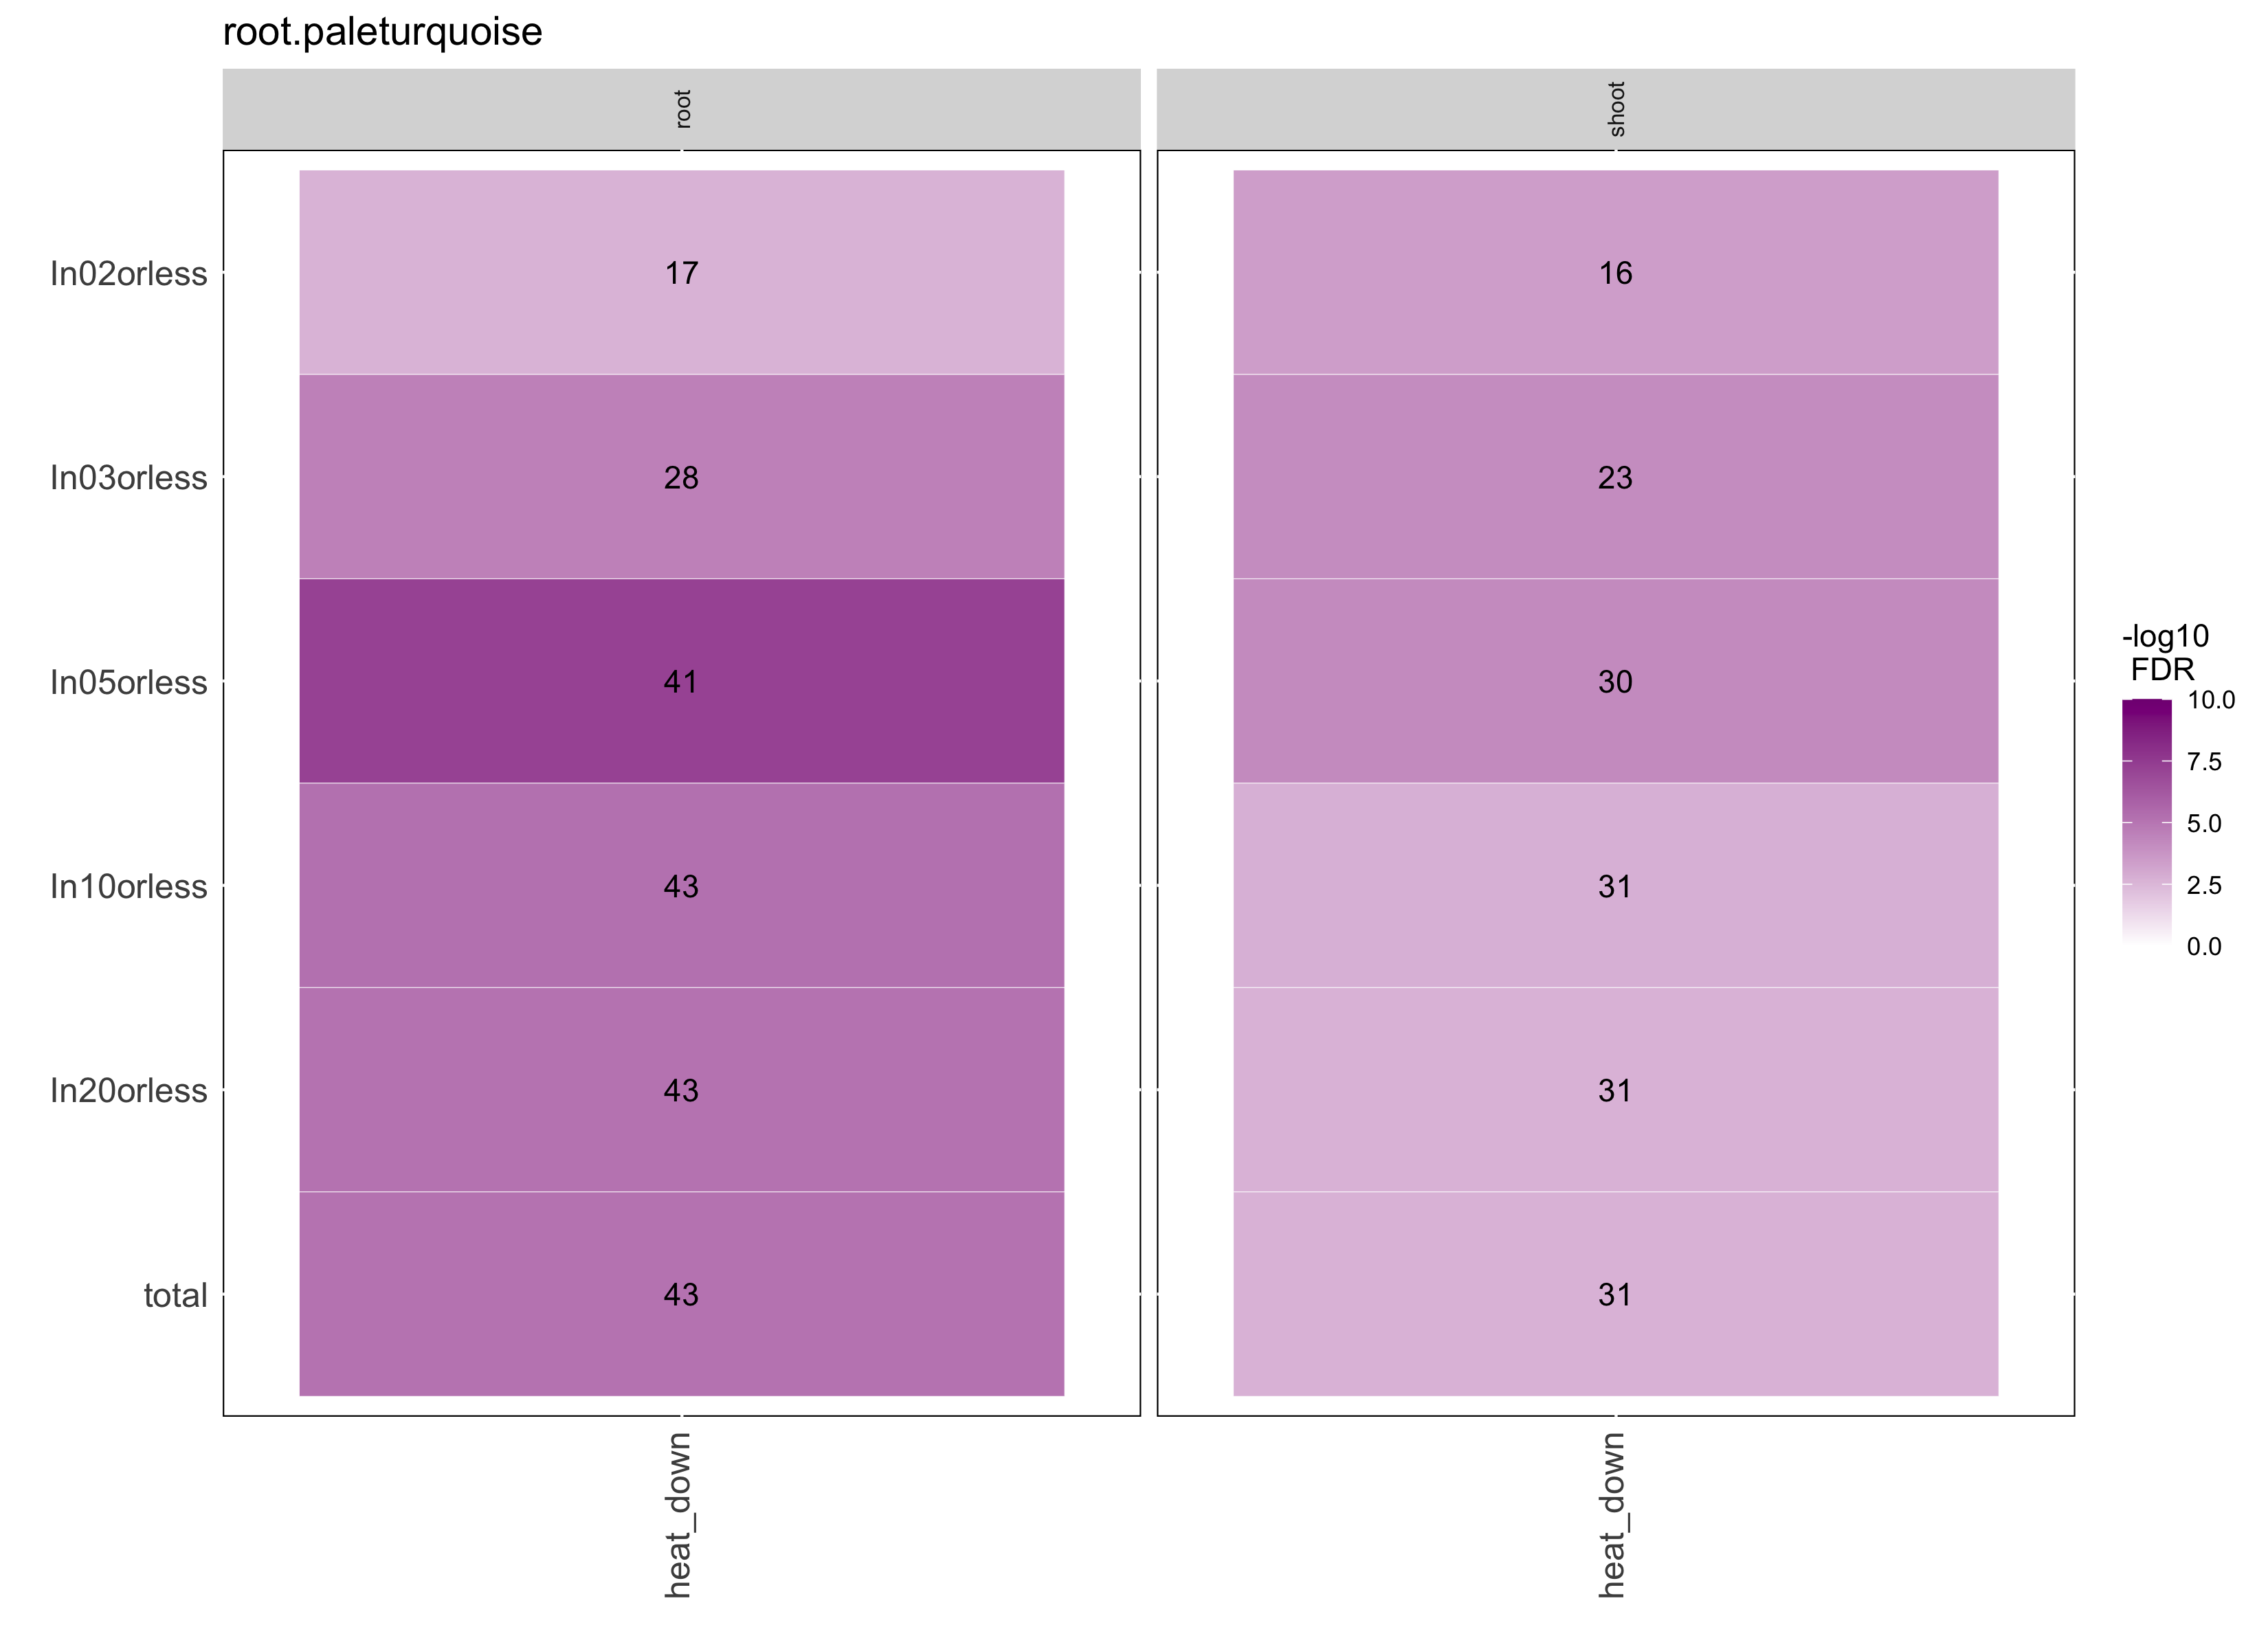 root.paleturquoise
root
shoot
In02orless
17
16
In03orless
28
23
In05orless
41
30
In10orless
43
31
In20orless
43
31
total
43
31
heat_down
heat_down
-log10
FDR
10.0
7.5
5.0
2.5
0.0